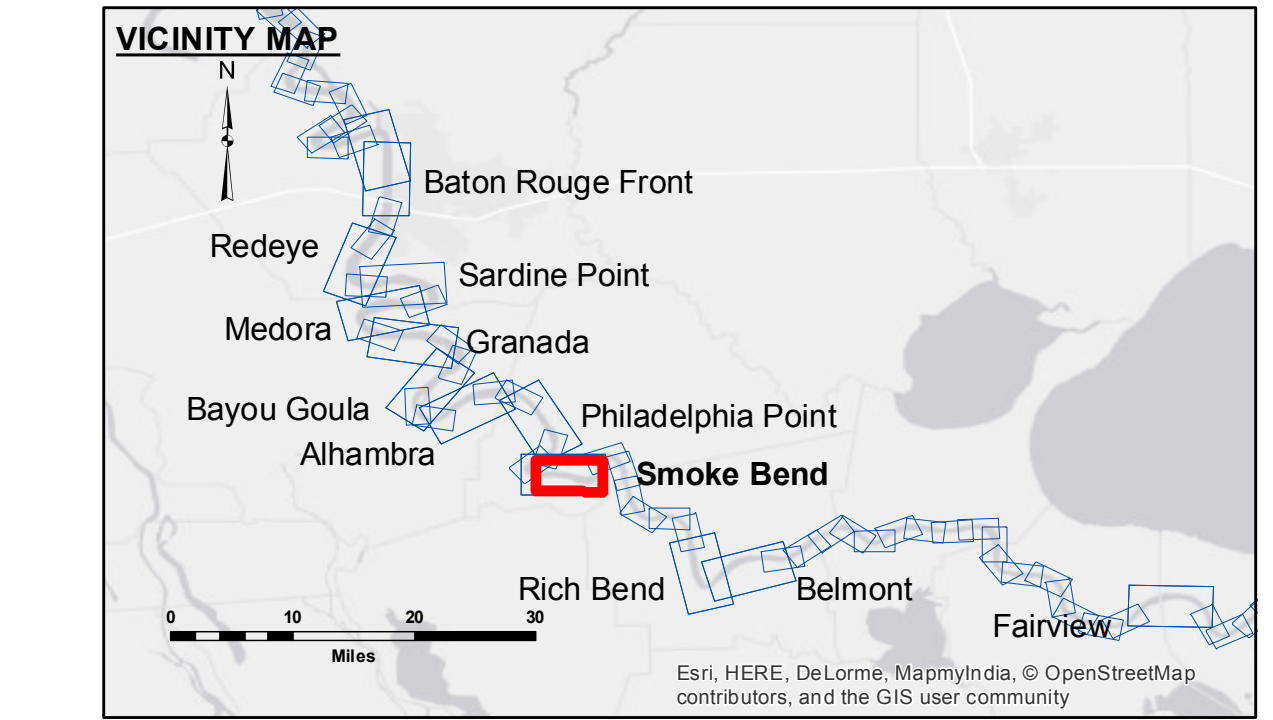 VICINITY MAP
N
Baton Rouge Front
Redeye
Sardine Point
Medora
Granada
Bayou Goula
Philadelphia Point
Alhambra
Smoke Bend
Rich Bend
Belmont
Fairview
0 10 20 30
Miles
Esri, HERE, DeLorme, MapmyIndia, © OpenStreetMap
contributors, and the GIS user community